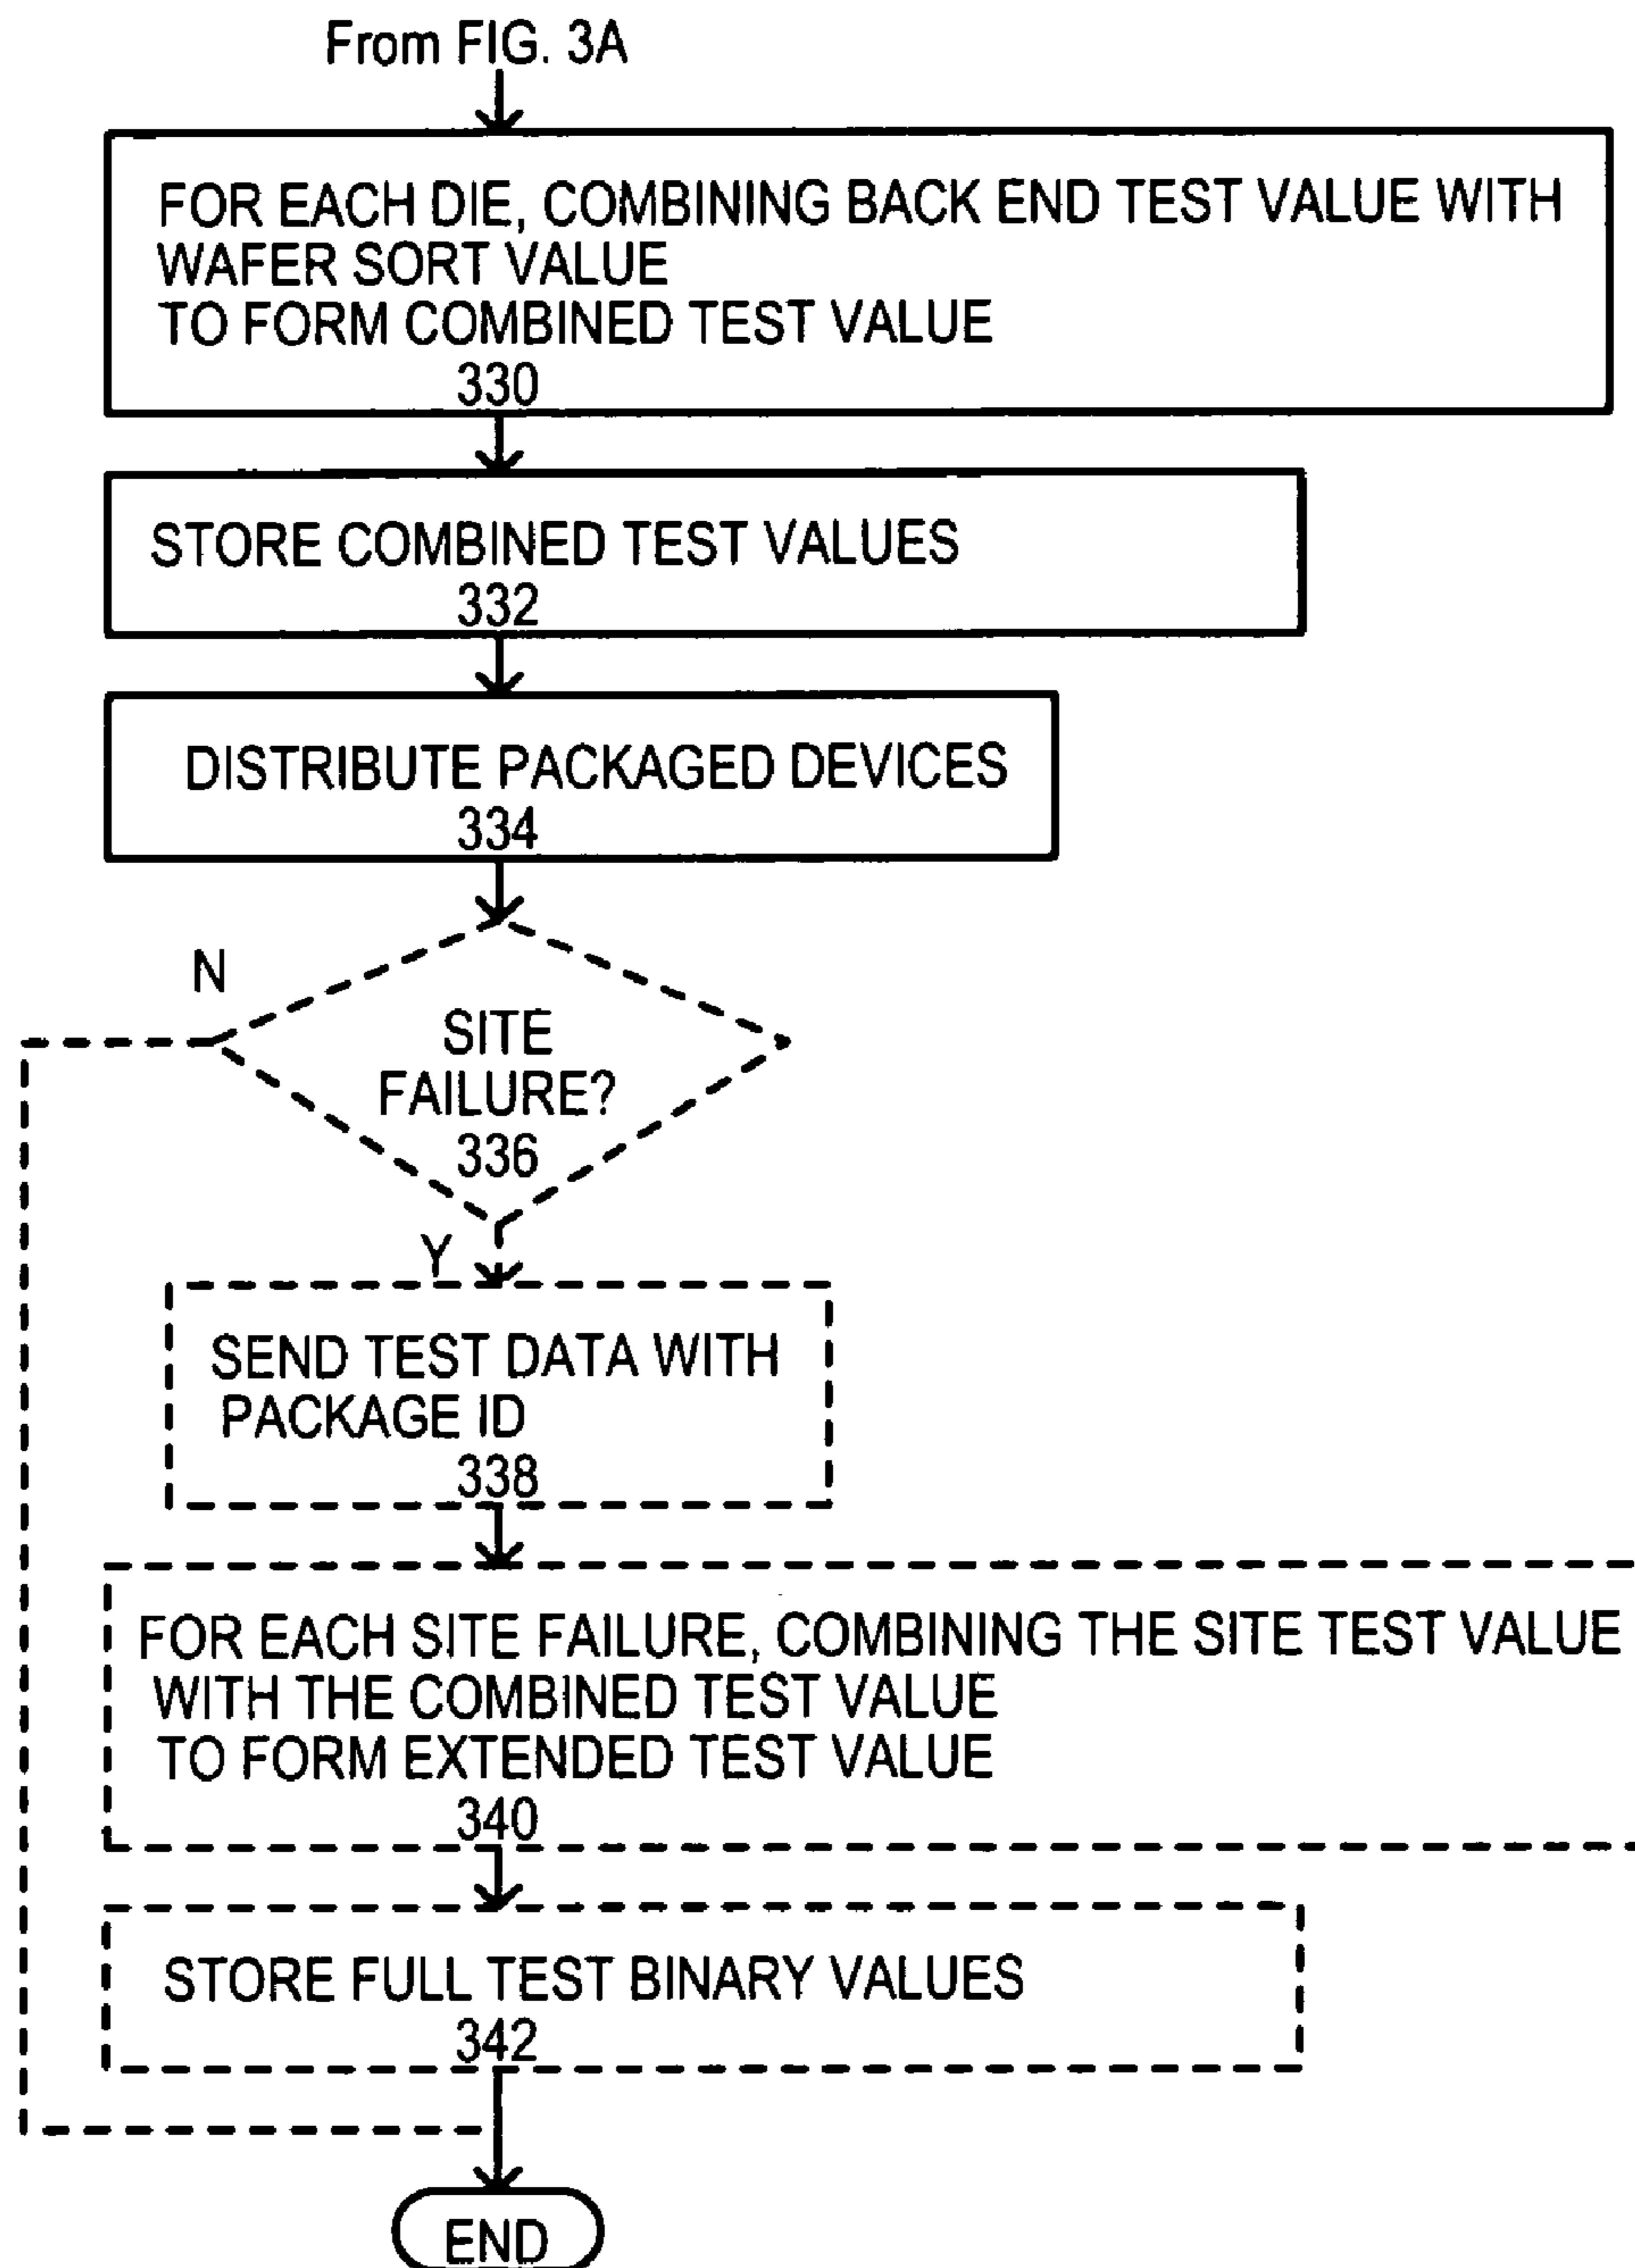 From FIG. 3A
FOR EACH DIE, COMBINING BACK END TEST VALUE WITH
WAFER SORT VALUE
TO FORM COMBINED TEST VALUE
330
STORE COMBINED TEST VALUES
332
DISTRIBUTE PACKAGED DEVICES
334
N
SITE
FAILURE?
336
Y
SEND TEST DATA WITH
PACKAGE ID
338
FOR EACH SITE FAILURE, COMBINING THE SITE TEST VALUE
WITH THE COMBINED TEST VALUE
TO FORM EXTENDED TEST VALUE
340
STORE FULL TEST BINARY VALUES
342
END